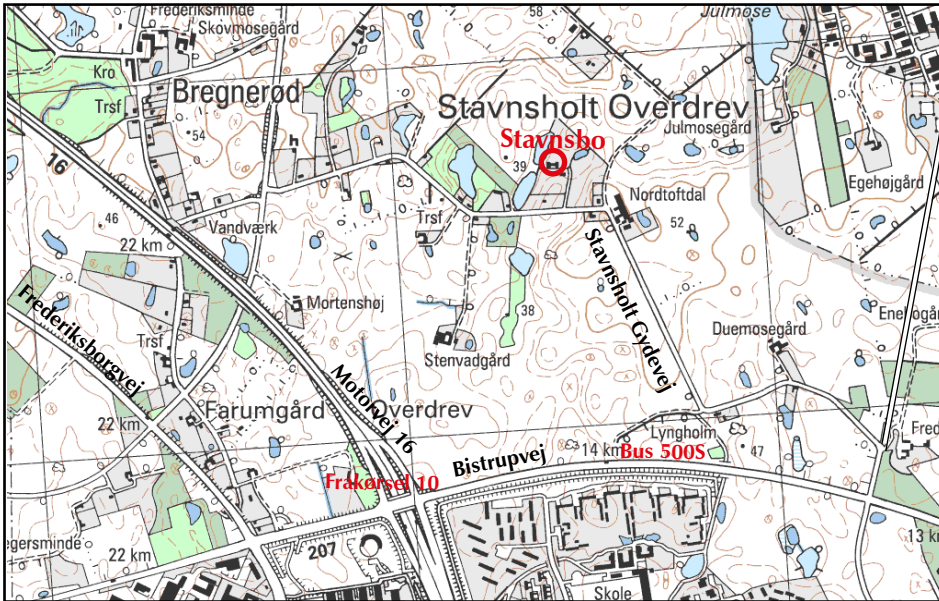 Frederiksminde
Skovmosegård
58
Julmose
Kro
Trsf
Bregnerød
54
Stavnsholt Overdrev
Stavnsbo
Julmosegård
39
16
Egehøjgård
Nordtoftdal
46
Trsf
52
Vandværk
22 km
Stavnsholt Gydevej
Mortenshøj
38
Frederiksborgvej
Trsf
Stenvadgård
Duemosegård
Motorvej 16
Farumgård Overdrev
22 km
Lyngholm
14 km
Bus 500S
47
Bistrupvej
Frakørsel 10
22 km
207
13
Skole